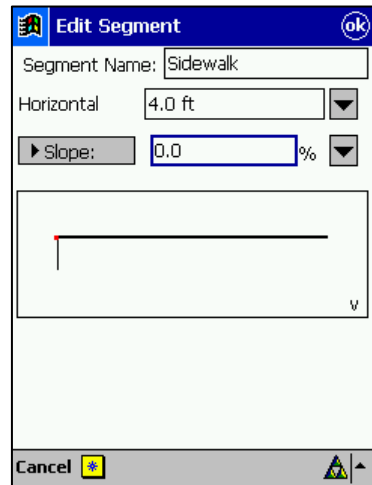 Edit Segment ok
Segment Name: Sidewalk
Horizontal 4.0 ft
Slope: 0.0 %
v
Cancel